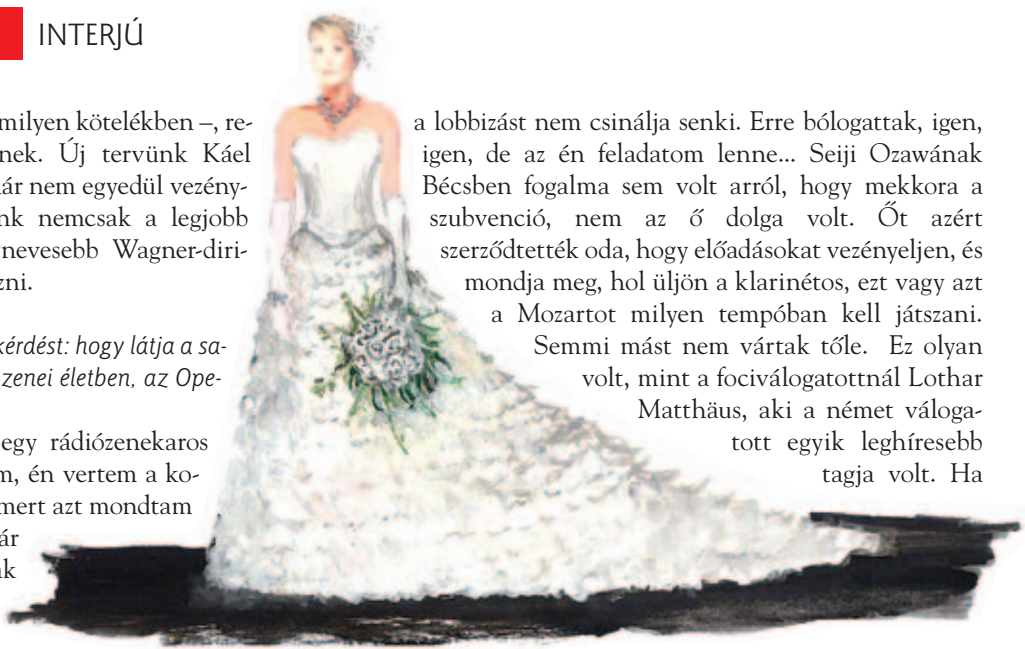 INTERJÚ
milyen kötelékben –, re-
nek. Új tervünk Káel
ár nem egyedül vezény-
nk nemcsak a legjobb
nevesebb Wagner-diri-
zni.
kérdést: hogy látja a sa-
zenei életben, az Ope-
egy rádiózenekaros
m, én vertem a ko-
mert azt mondtam
ár
ak
a lobbizást nem csinálja senki. Erre bólogattak, igen,
igen, de az én feladatom lenne... Seiji Ozawának
Bécsben fogalma sem volt arról, hogy mekkora a
szubvenció, nem az ő dolga volt. Őt azért
szerződtették oda, hogy előadásokat vezényeljen, és
mondja meg, hol üljön a klarinétos, ezt vagy azt
a Mozartot milyen tempóban kell játszani.
Semmi mást nem vártak tőle. Ez olyan
volt, mint a fociválogatottnál Lothar
Matthäus, aki a német váloga-
tott egyik leghíresebb
tagja volt. Ha